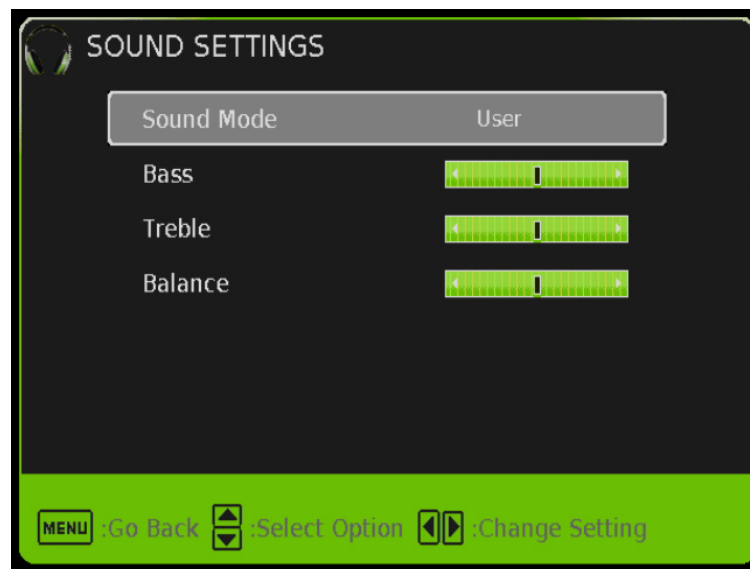 SOUND SETTINGS
Sound Mode User
Bass
Treble
Balance
MENU :Go Back :Select Option :Change Setting